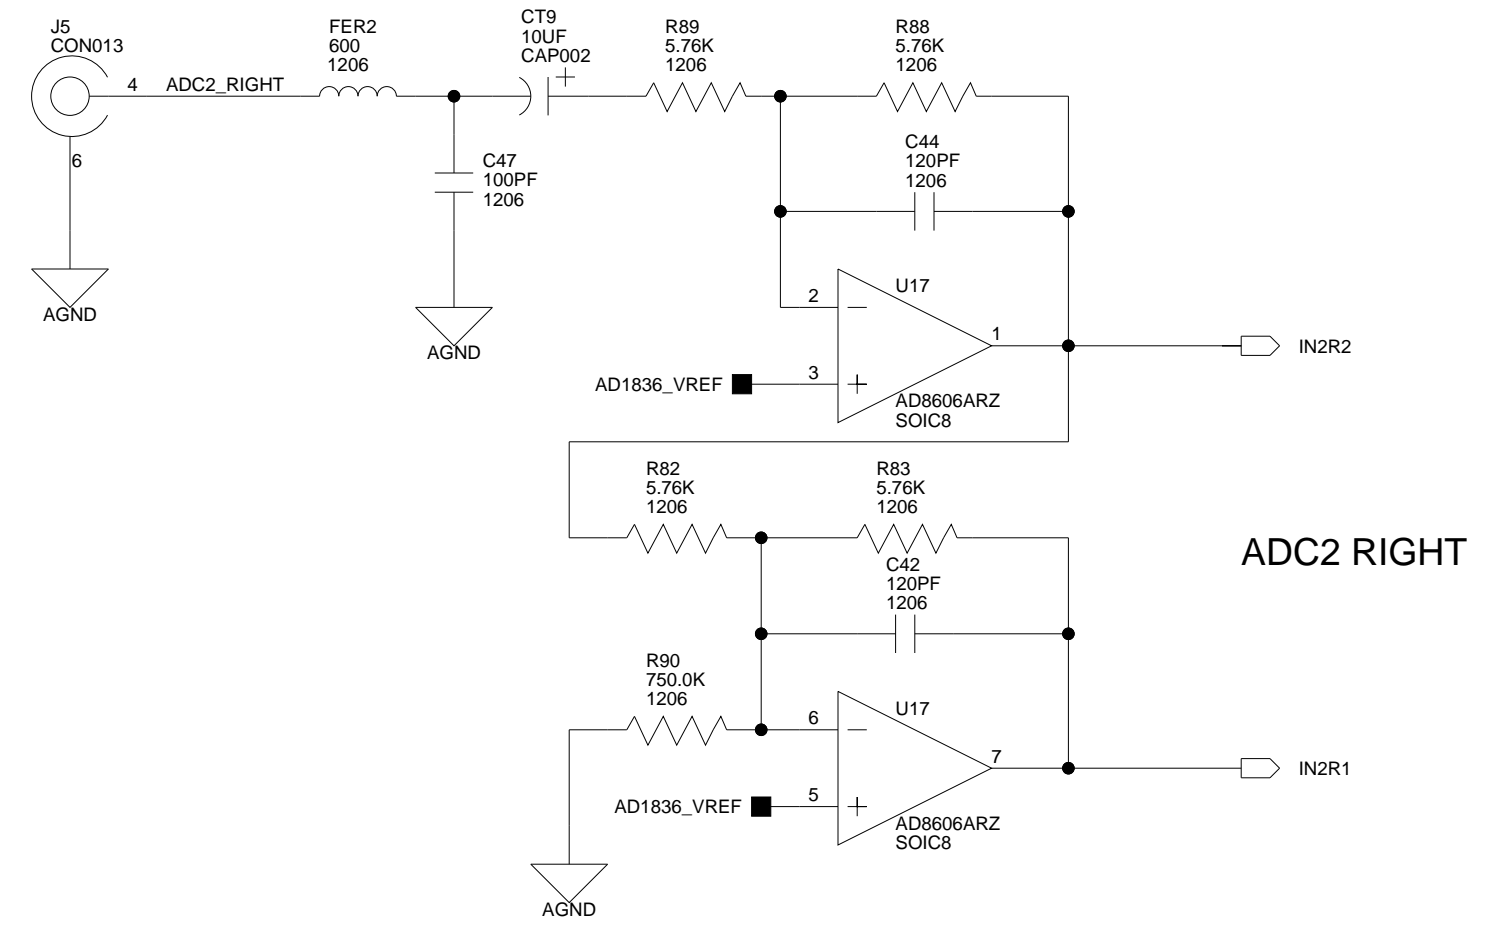 J5
CON013
4
ADC2_RIGHT
6
AGND
FER2
600
1206
CT9
10UF
CAP002
C47
100PF
1206
AGND
R89
5.76K
1206
R88
5.76K
1206
C44
120PF
1206
U17
2
3
1
AD1836_VREF
AD8606ARZ
SOIC8
IN2R2
R82
5.76K
1206
R83
5.76K
1206
C42
120PF
1206
ADC2 RIGHT
R90
750.0K
1206
U17
6
5
7
AD1836_VREF
AD8606ARZ
SOIC8
IN2R1
AGND